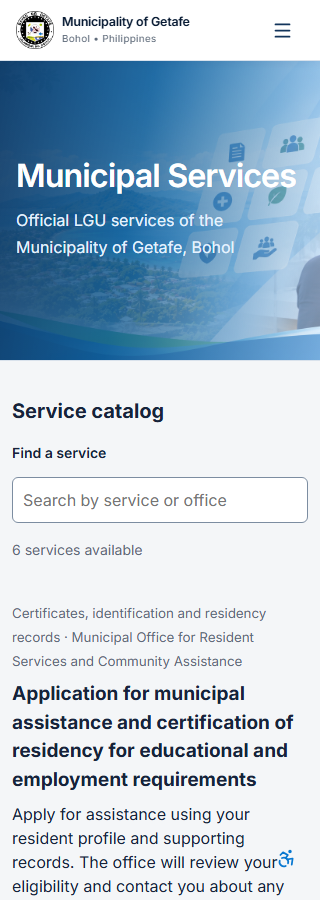 Municipality of Getafe
Bohol • Philippines
Municipal Services
Official LGU services of the
Municipality of Getafe, Bohol
Service catalog
Find a service
Search by service or office
6 services available
Certificates, identification and residency
records · Municipal Office for Resident
Services and Community Assistance
Application for municipal
assistance and certification of
residency for educational and
employment requirements
Apply for assistance using your
resident profile and supporting
records. The office will review your
eligibility and contact you about any